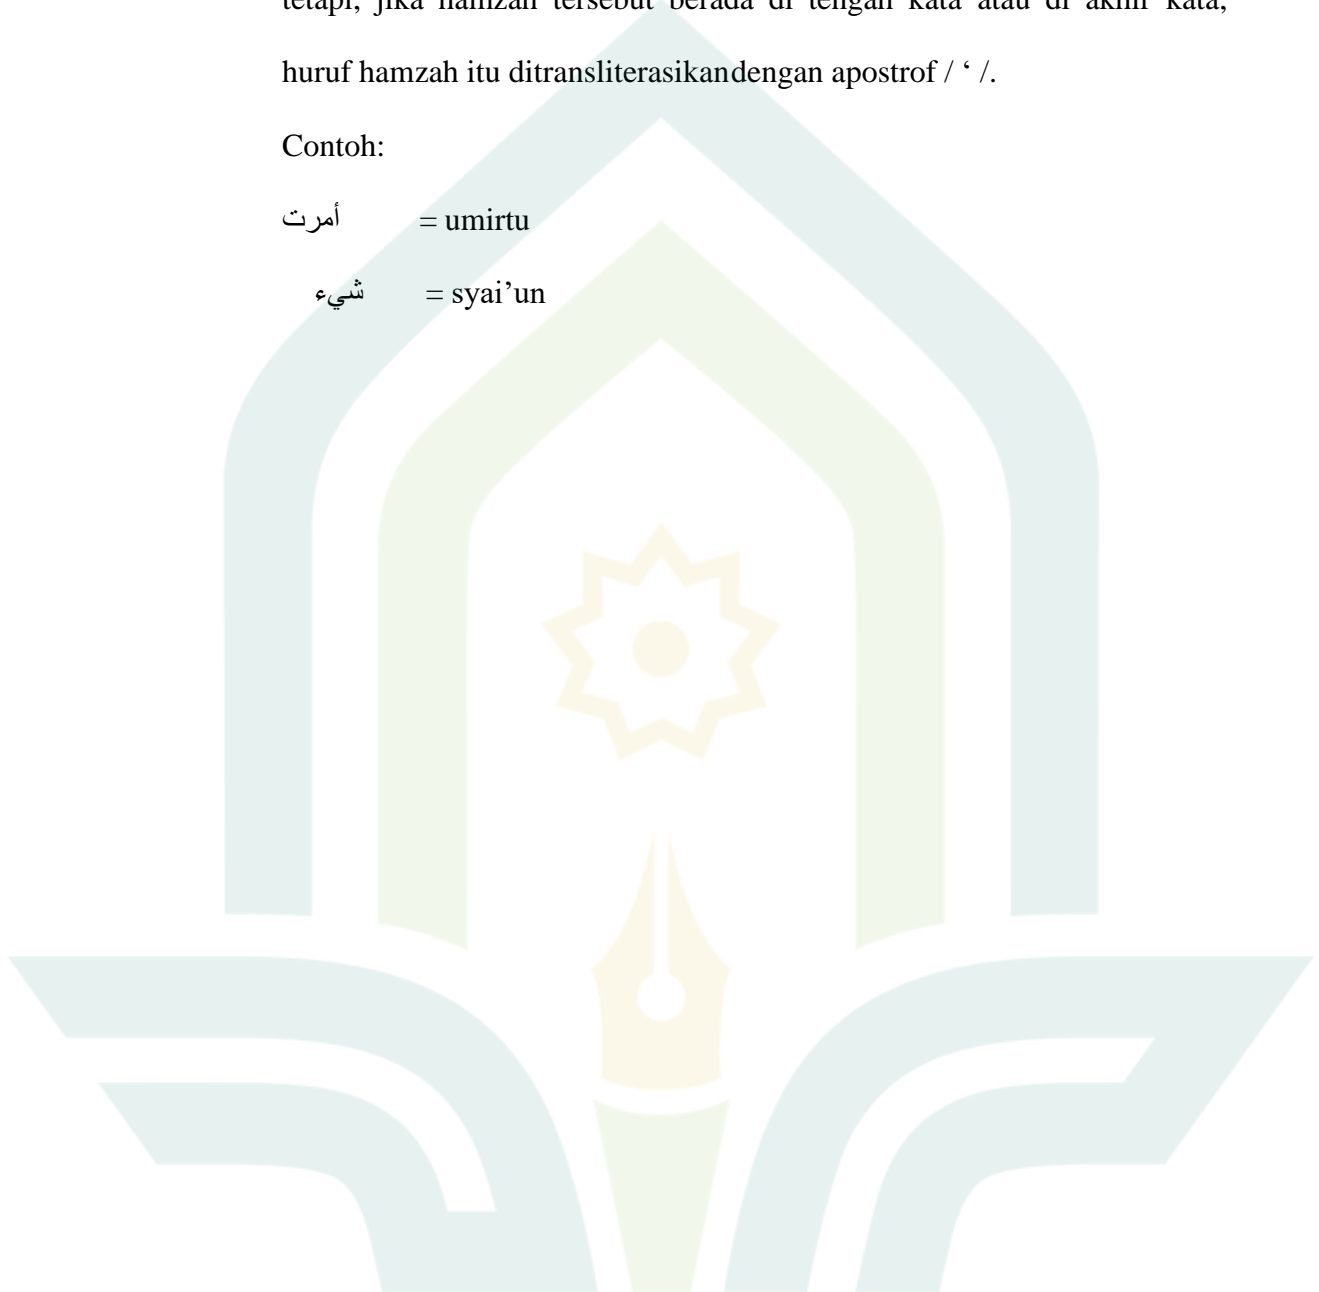 tetapi, jika hamzah tersebut berada di tengah kata atau di akhir kata,
huruf hamzah itu ditransliterasikandengan apostrof / ‘ /.
Contoh:
أمرت = umirtu
شيء = syai’un